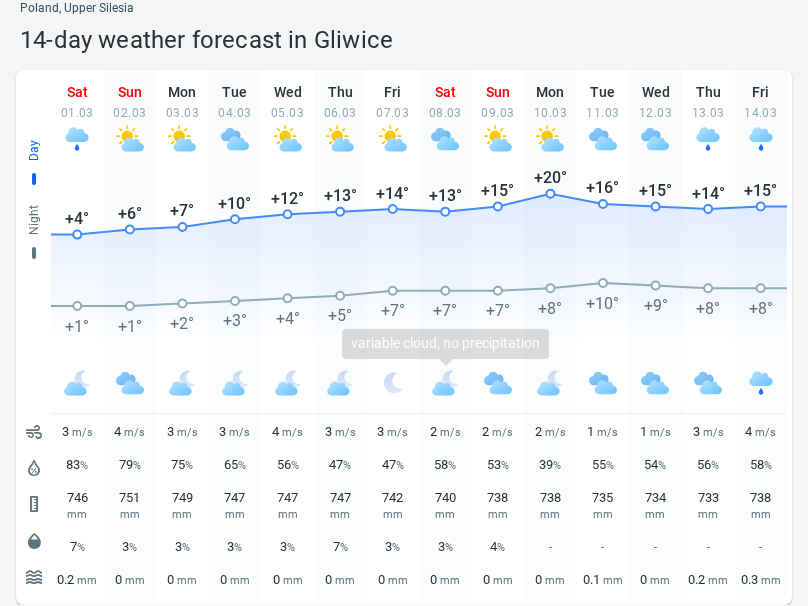 Poland, Upper Silesia
14-day weather forecast in Gliwice
Sat Sun Mon Tue Wed Thu Fri Sat Sun Mon Tue Wed Thu Fri
01.03 02.03 03.03 04.03 05.03 06.03 07.03 08.03 09.03 10.03 11.03 12.03 13.03 14.03
Day
Night
+4° +6° +7° +10° +12° +13° +14° +13° +15° +20° +16° +15° +14° +15°
+1° +1° +2° +3° +4° +5° +7° +7° +7° +8° +10° +9° +8° +8°
variable cloud, no precipitation
3 m/s 4 m/s 3 m/s 3 m/s 4 m/s 3 m/s 3 m/s 2 m/s 2 m/s 2 m/s 1 m/s 1 m/s 3 m/s 4 m/s
83% 79% 75% 65% 56% 47% 47% 58% 53% 39% 55% 54% 56% 58%
746 751 749 747 747 747 742 740 738 738 735 734 733 738
mm mm mm mm mm mm mm mm mm mm mm mm mm mm
7% 3% 3% 3% 3% 7% 3% 3% 4% - - - - -
0.2 mm 0 mm 0 mm 0 mm 0 mm 0 mm 0 mm 0 mm 0 mm 0 mm 0.1 mm 0 mm 0.2 mm 0.3 mm